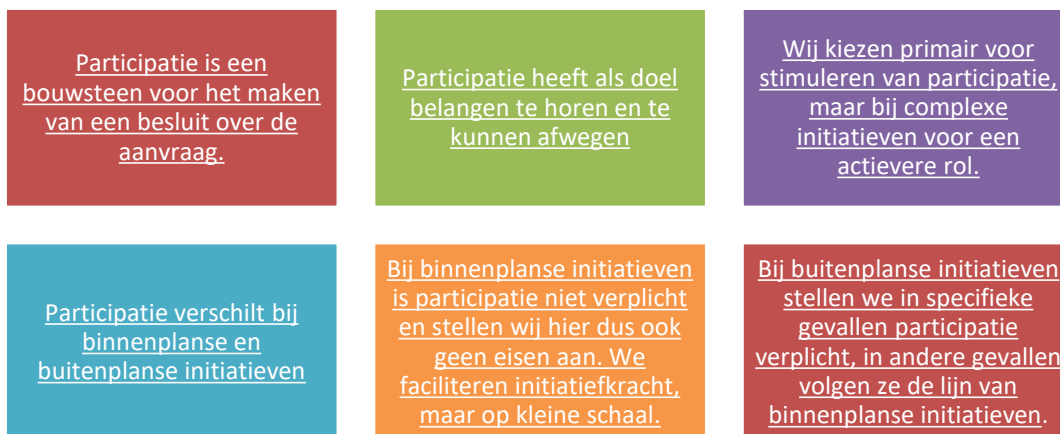 Participatie is een
bouwsteen voor het maken
van een besluit over de
aanvraag.
Participatie heeft als doel
belangen te horen en te
kunnen afwegen
Wij kiezen primair voor
stimuleren van participatie,
maar bij complexe
initiatieven voor een
actievere rol.
Participatie verschilt bij
binnenplanse en
buitenplanse initiatieven
Bij binnenplanse initiatieven
is participatie niet verplicht
en stellen wij hier dus ook
geen eisen aan. We
faciliteren initiatiefkracht,
maar op kleine schaal.
Bij buitenplanse initiatieven
stellen we in specifieke
gevallen participatie
verplicht, in andere gevallen
volgen ze de lijn van
binnenplanse initiatieven.